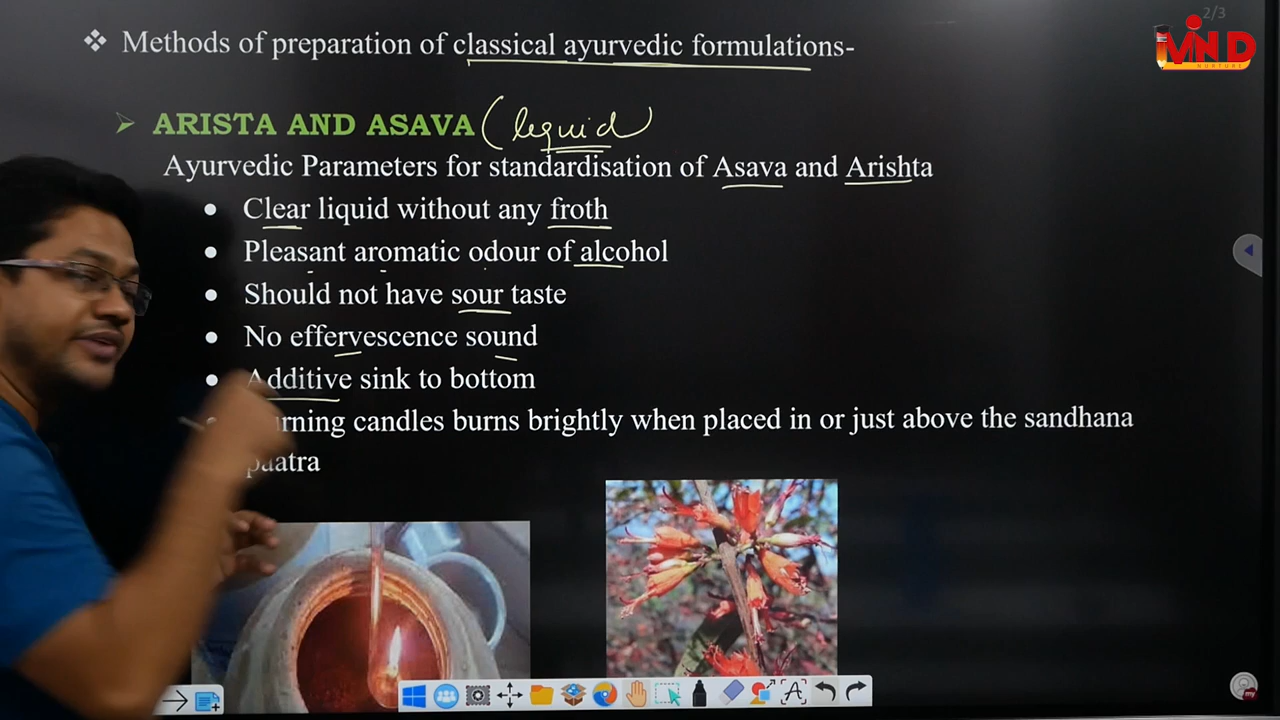 2/3
MIND
NURTURE
❖ Methods of preparation of classical ayurvedic formulations-
➢ ARISTA AND ASAVA (liquid)
Ayurvedic Parameters for standardisation of Asava and Arishta
• Clear liquid without any froth
• Pleasant aromatic odour of alcohol
• Should not have sour taste
• No effervescence sound
• Additive sink to bottom
candles burns brightly when placed in or just above the sandhana
paatra